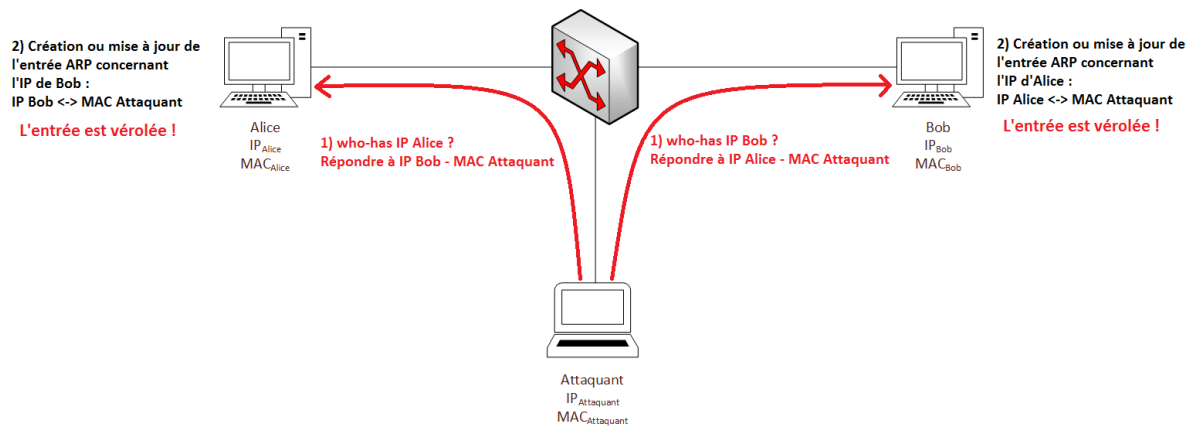 2) Création ou mise à jour de
l'entrée ARP concernant
l'IP de Bob :
IP Bob <-> MAC Attaquant
L'entrée est vérolée !
Alice
IPAlice
MACAlice
1) who-has IP Alice ?
Répondre à IP Bob - MAC Attaquant
1) who-has IP Bob ?
Répondre à IP Alice - MAC Attaquant
Bob
IPBob
MACBob
2) Création ou mise à jour de
l'entrée ARP concernant
l'IP d'Alice :
IP Alice <-> MAC Attaquant
L'entrée est vérolée !
Attaquant
IPAttaquant
MACAttaquant